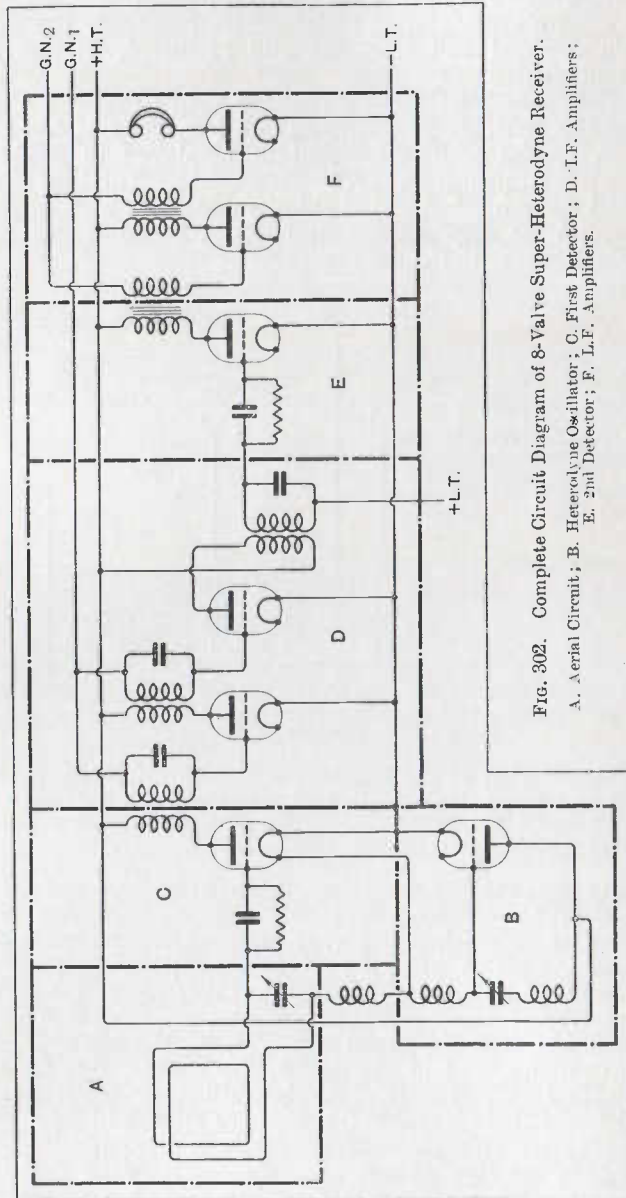 G.N.2
G.N.1
+H.T.
-L.T.
A
B
C
D
E
F
+L.T.
FIG. 302. Complete Circuit Diagram of 8-Valve Super-Heterodyne Receiver.
A. Aerial Circuit; B. Heterodyne Oscillator; C. First Detector; D. I.F. Amplifiers;
E. 2nd Detector; F. L.F. Amplifiers.